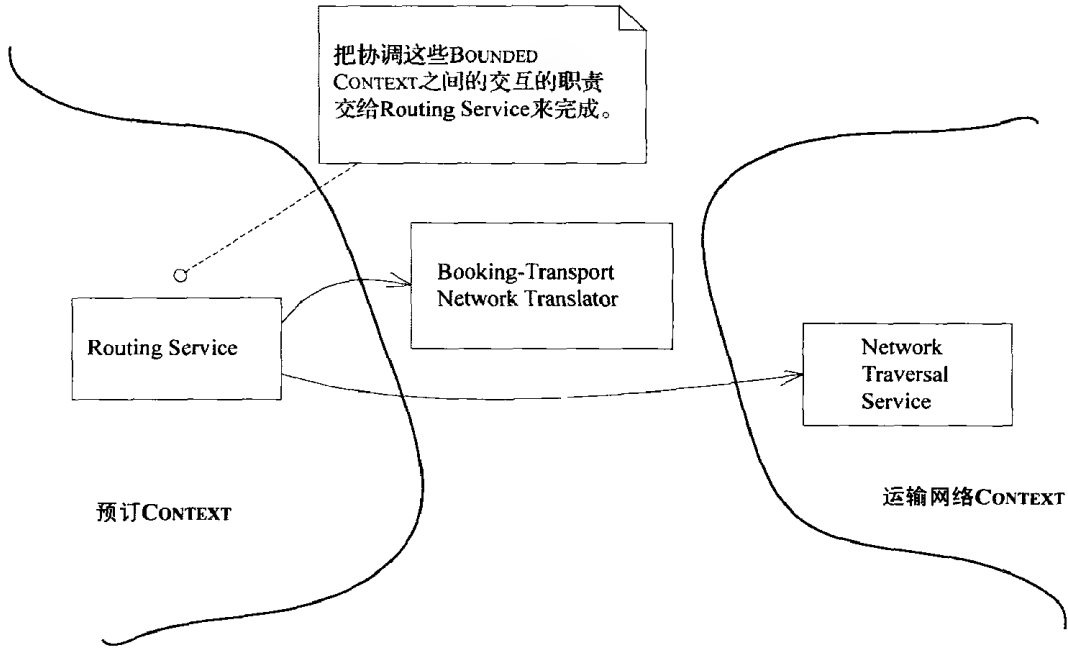 把协调这些BOUNDED
CONTEXT之间的交互的职责
交给Routing Service来完成。
Booking-Transport
Network Translator
Routing Service
Network
Traversal
Service
预订CONTEXT
运输网络CONTEXT